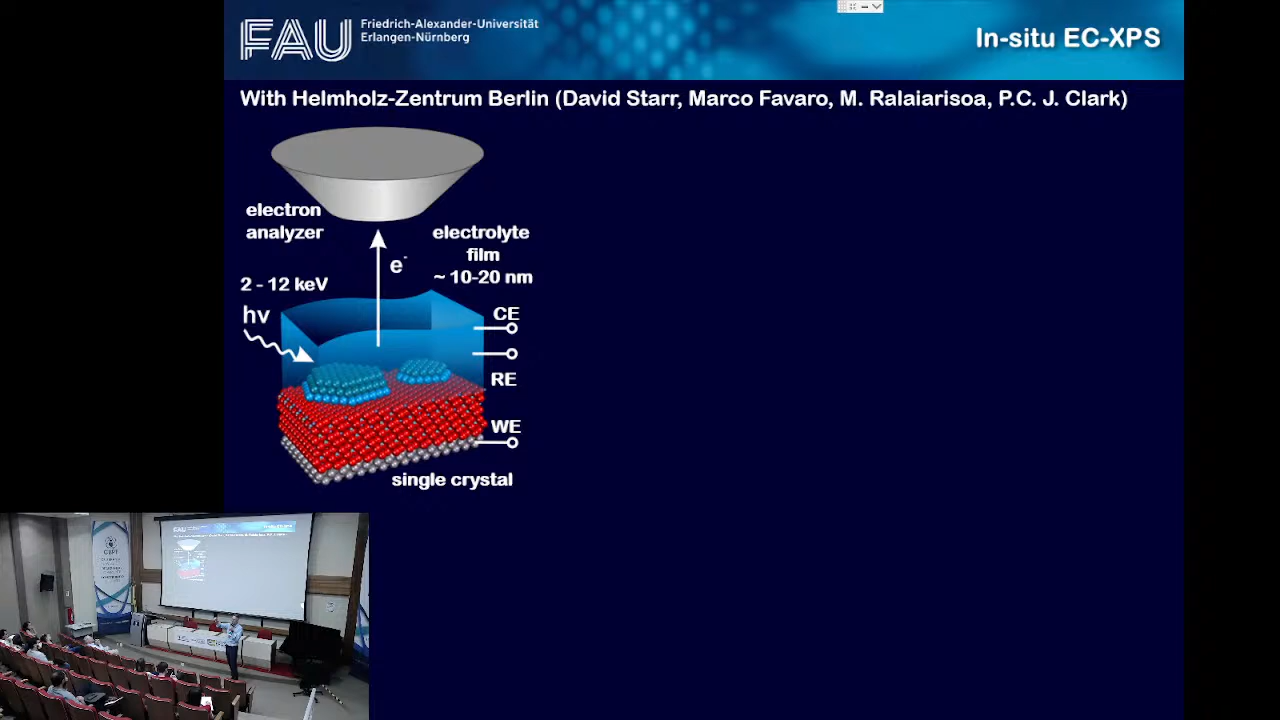 FAU
Friedrich-Alexander-Universität
Erlangen-Nürnberg
In-situ EC-XPS
With Helmholz-Zentrum Berlin (David Starr, Marco Favaro, M. Ralaiarisoa, P.C. J. Clark)
electron
analyzer
electrolyte
film
~ 10-20 nm
e-
2 - 12 keV
hν
CE
RE
WE
single crystal